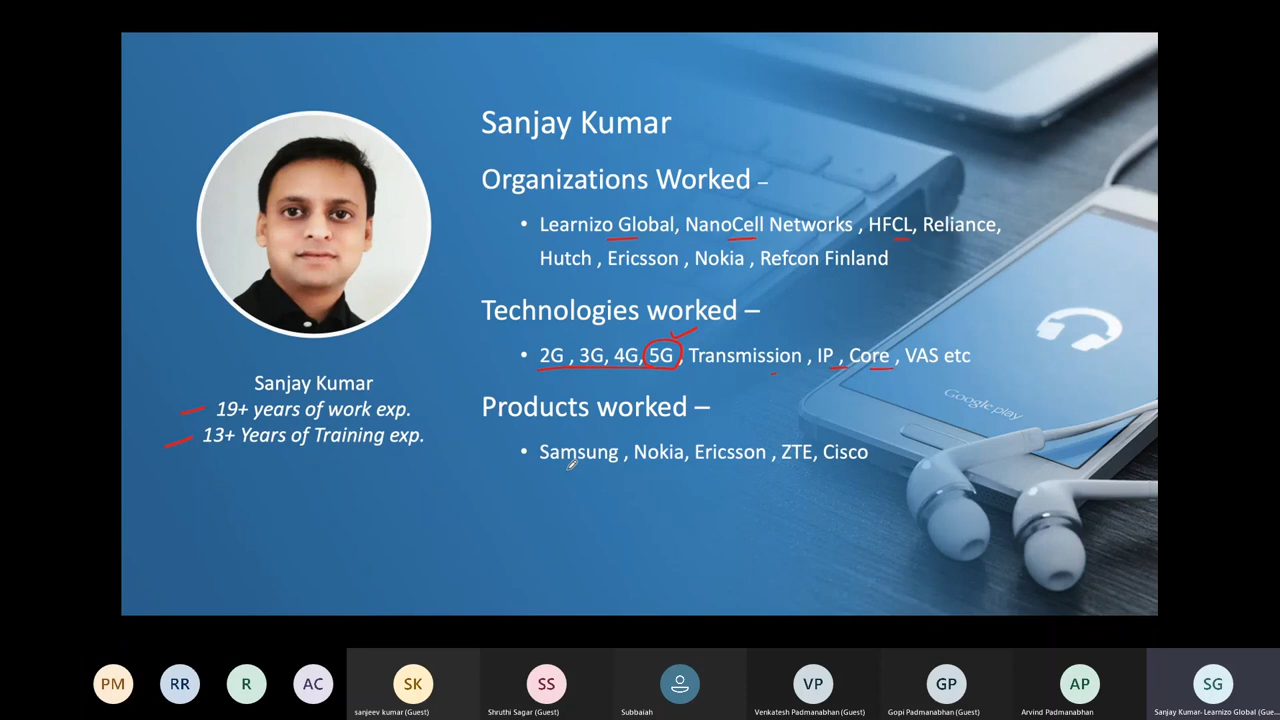 Sanjay Kumar
Organizations Worked –
• Learnizo Global, NanoCell Networks , HFCL, Reliance,
Hutch , Ericsson , Nokia , Refcon Finland
Technologies worked –
• 2G , 3G, 4G, 5G , Transmission , IP , Core , VAS etc
Products worked –
• Samsung , Nokia, Ericsson , ZTE, Cisco
Sanjay Kumar
19+ years of work exp.
13+ Years of Training exp.
Google play
PM
RR
R
AC
SK
sanjeev kumar (Guest)
SS
Shruthi Sagar (Guest)
Subbaiah
VP
Venkatesh Padmanabhan (Guest)
GP
Gopi Padmanabhan (Guest)
AP
Arvind Padmanabhan
SG
Sanjay Kumar- Learnizo Global (Gue...